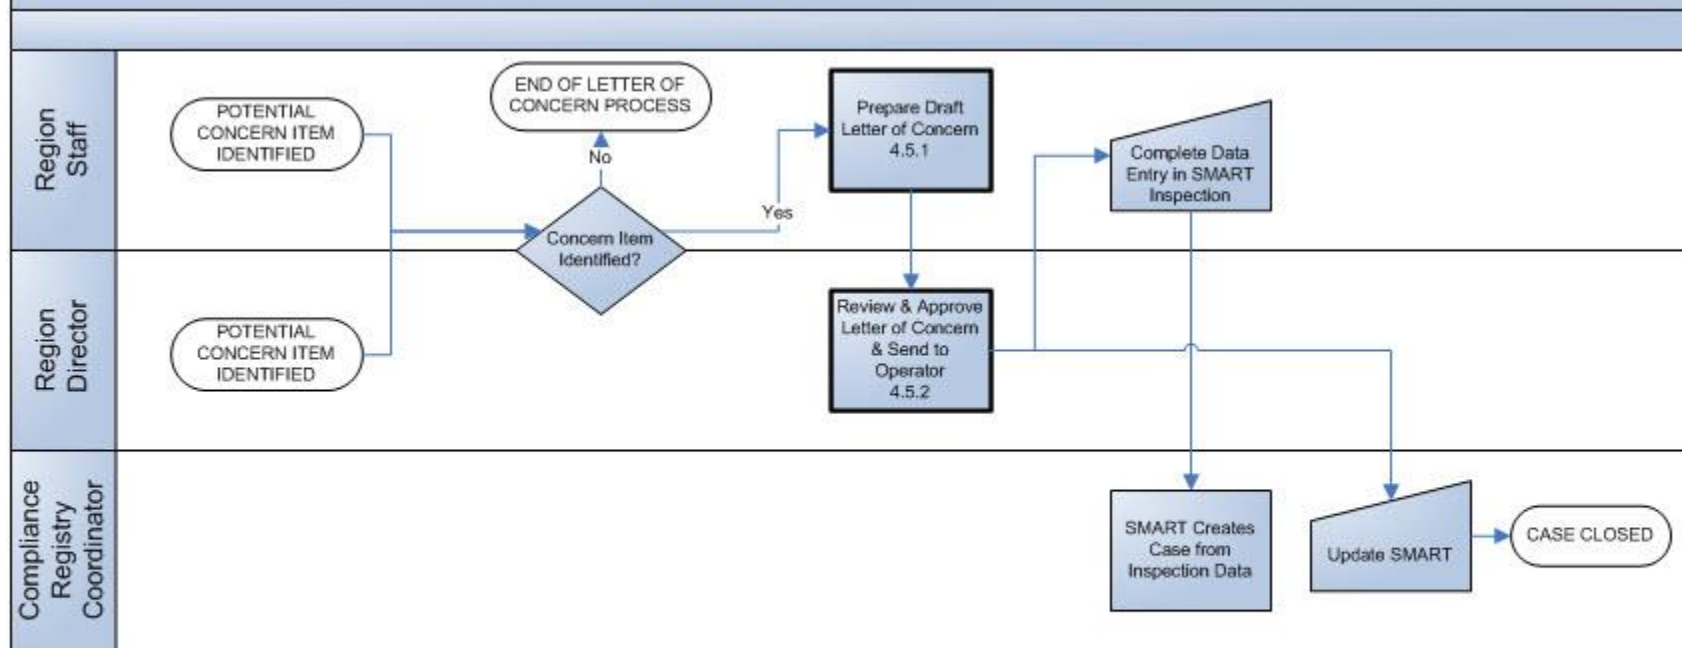 Region
Staff
POTENTIAL
CONCERN ITEM
IDENTIFIED
END OF LETTER OF
CONCERN PROCESS
No
Concern Item
Identified?
Yes
Prepare Draft
Letter of Concern
4.5.1
Complete Data
Entry in SMART
Inspection
Region
Director
POTENTIAL
CONCERN ITEM
IDENTIFIED
Review & Approve
Letter of Concern
& Send to
Operator
4.5.2
Compliance
Registry
Coordinator
SMART Creates
Case from
Inspection Data
Update SMART
CASE CLOSED